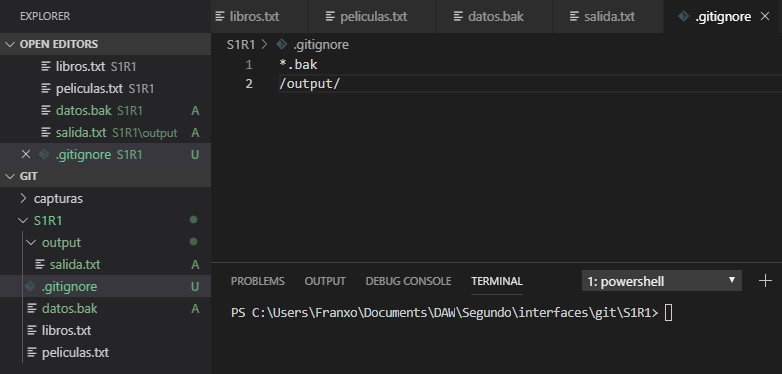 EXPLORER
OPEN EDITORS
libros.txt S1R1
peliculas.txt S1R1
datos.bak S1R1 A
salida.txt S1R1\output A
.gitignore S1R1 U
GIT
capturas
S1R1
output
salida.txt A
.gitignore U
datos.bak A
libros.txt
peliculas.txt
libros.txt peliculas.txt datos.bak salida.txt .gitignore
S1R1 > .gitignore
1 *.bak
2 /output/
PROBLEMS OUTPUT DEBUG CONSOLE TERMINAL 1: powershell
PS C:\Users\Franxo\Documents\DAW\Segundo\interfaces\git\S1R1>